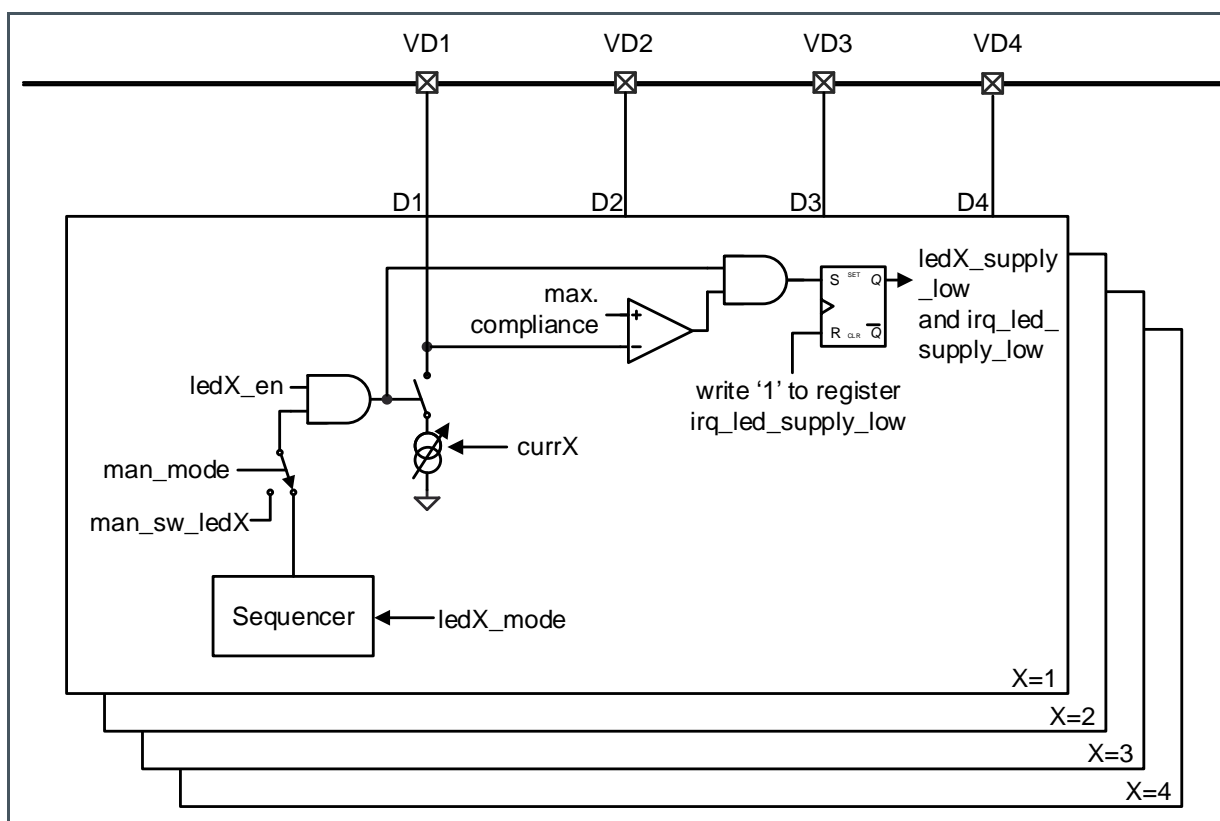 VD1 VD2 VD3 VD4
D1 D2 D3 D4
ledX_supply
_low
and irq_led_
supply_low
max.
compliance
+
−
S SET Q
R CLR Q
write ‘1’ to register
irq_led_supply_low
ledX_en
currX
man_mode
man_sw_ledX
Sequencer
ledX_mode
X=1
X=2
X=3
X=4